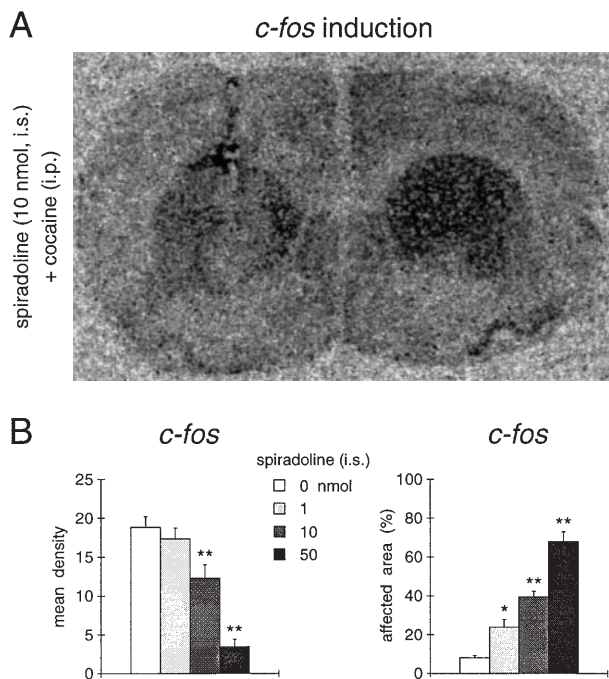 A
c-fos induction
spiradoline (10 nmol, i.s.)
+ cocaine (i.p.)
B
c-fos
mean density
25
20
15
10
5
0
**
**
spiradoline (i.s.)
0 nmol
1
10
50
c-fos
affected area (%)
100
80
60
40
20
0
*
**
**